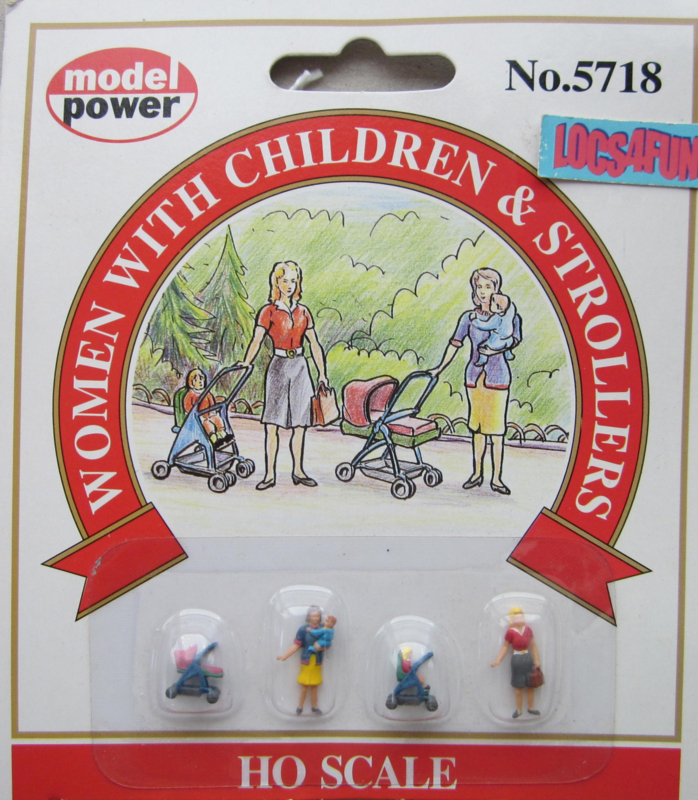 model
power
No.5718
LOCS4FUN
WOMEN WITH CHILDREN & STROLLERS
HO SCALE